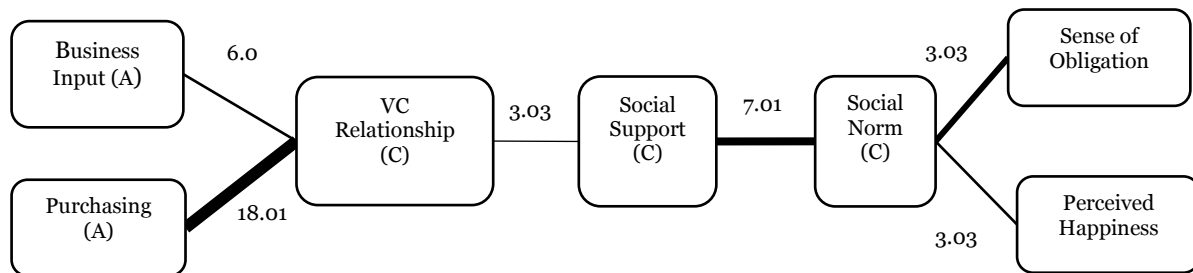 Business
Input (A)
6.0
Purchasing
(A)
18.01
VC
Relationship
(C)
3.03
Social
Support
(C)
7.01
Social
Norm
(C)
3.03
Sense of
Obligation
3.03
Perceived
Happiness